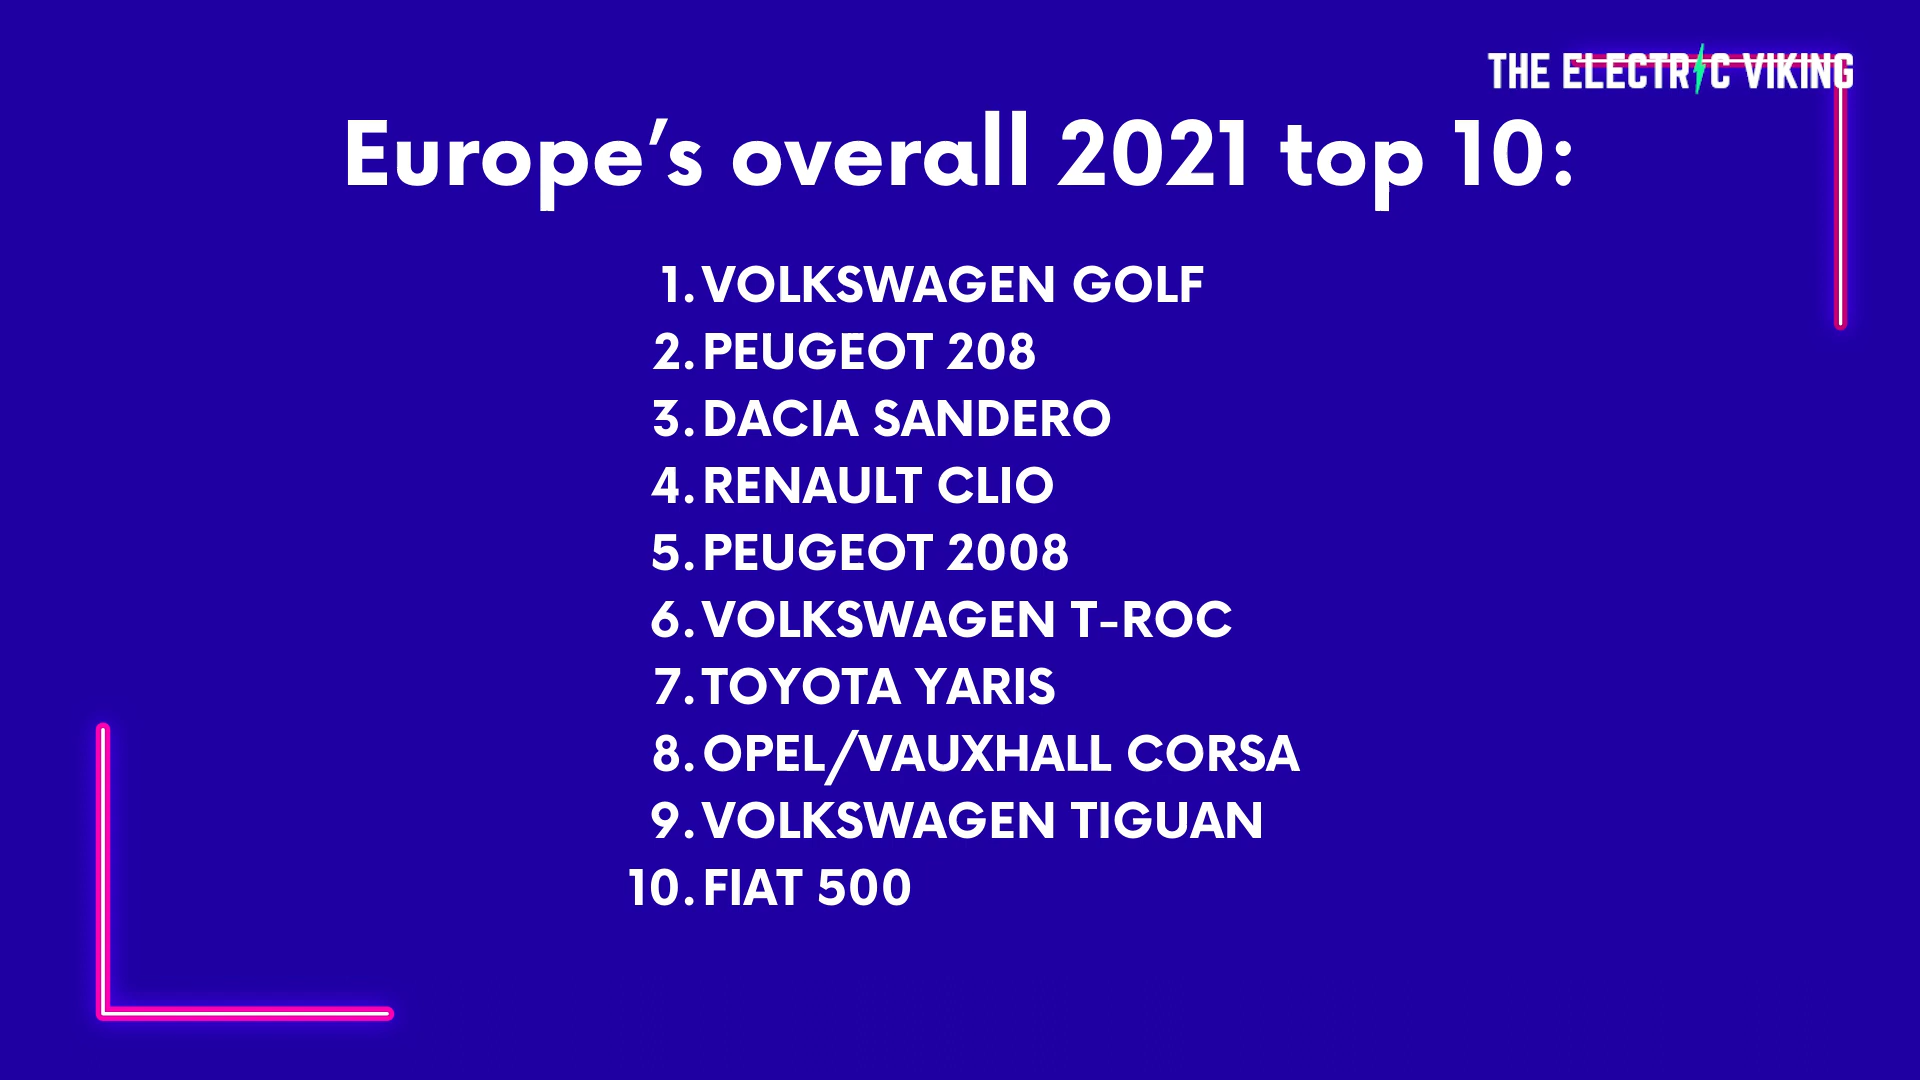 THE ELECTRIC VIKING
Europe’s overall 2021 top 10:
1. VOLKSWAGEN GOLF
2. PEUGEOT 208
3. DACIA SANDERO
4. RENAULT CLIO
5. PEUGEOT 2008
6. VOLKSWAGEN T-ROC
7. TOYOTA YARIS
8. OPEL/VAUXHALL CORSA
9. VOLKSWAGEN TIGUAN
10. FIAT 500